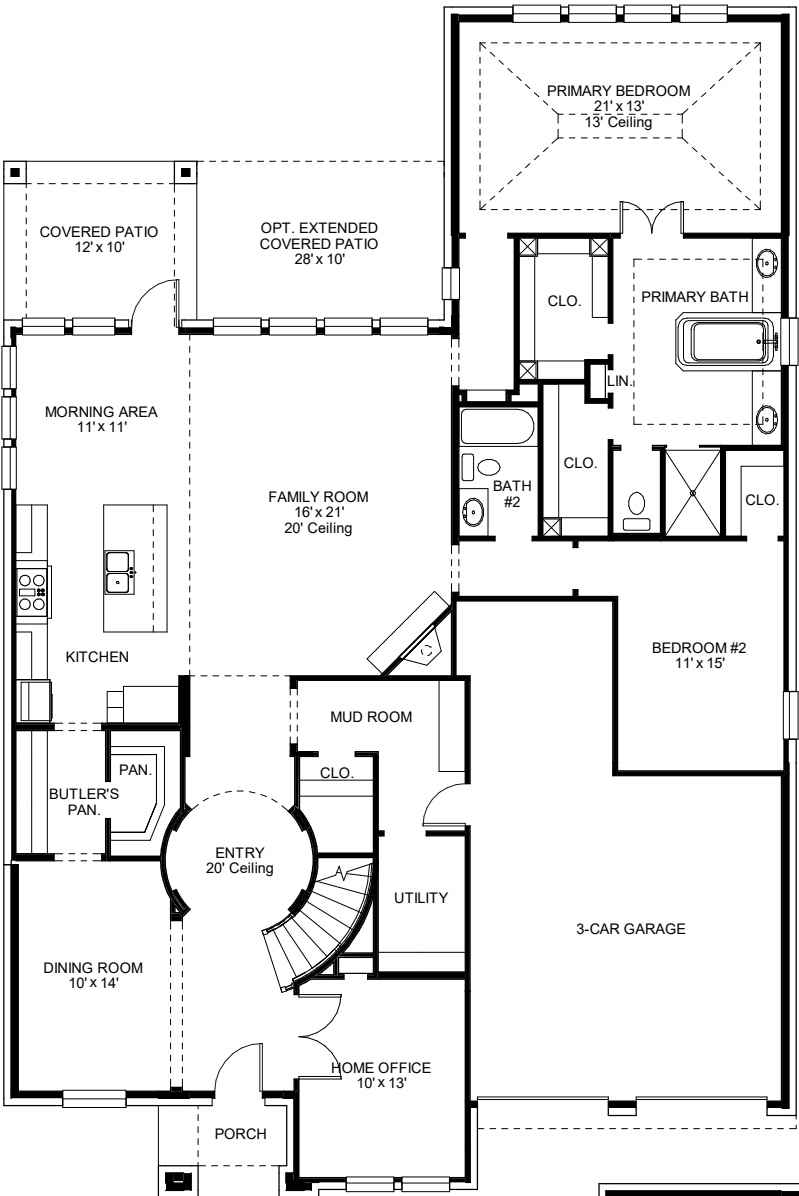 PRIMARY BEDROOM
21' x 13'
13' Ceiling
COVERED PATIO
12' x 10'
OPT. EXTENDED
COVERED PATIO
28' x 10'
CLO.
PRIMARY BATH
LIN.
MORNING AREA
11' x 11'
FAMILY ROOM
16' x 21'
20' Ceiling
CLO.
BATH
#2
CLO.
KITCHEN
BEDROOM #2
11' x 15'
MUD ROOM
PAN.
CLO.
BUTLER'S
PAN.
ENTRY
20' Ceiling
UTILITY
3-CAR GARAGE
DINING ROOM
10' x 14'
HOME OFFICE
10' x 13'
PORCH